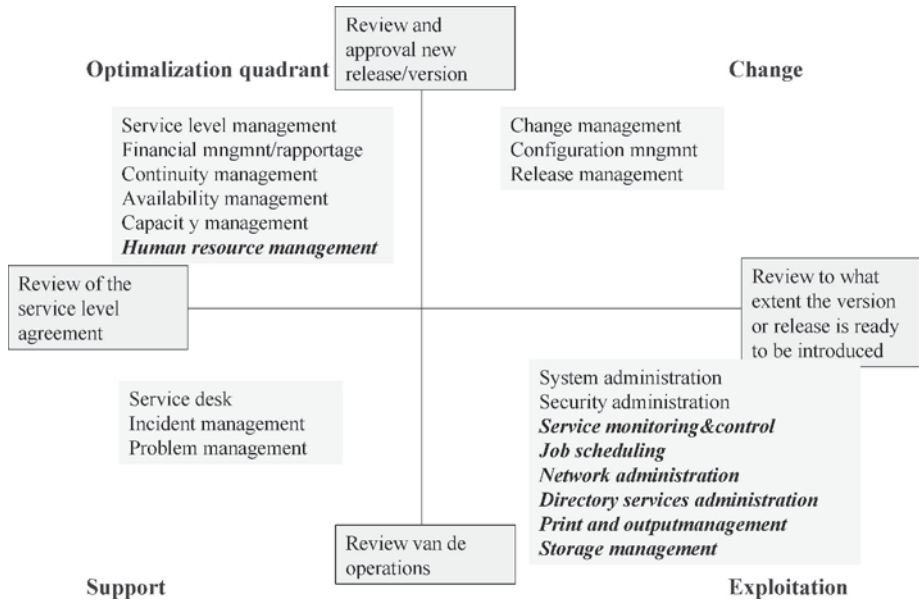 Review and
approval new
release/version
Optimalization quadrant
Change
Service level management
Financial mngmnt/rapportage
Continuity management
Availability management
Capacit y management
Human resource management
Change management
Configuration mngmnt
Release management
Review of the
service level
agreement
Review to what
extent the version
or release is ready
to be introduced
Service desk
Incident management
Problem management
System administration
Security administration
Service monitoring&control
Job scheduling
Network administration
Directory services administration
Print and outputmanagement
Storage management
Review van de
operations
Support
Exploitation